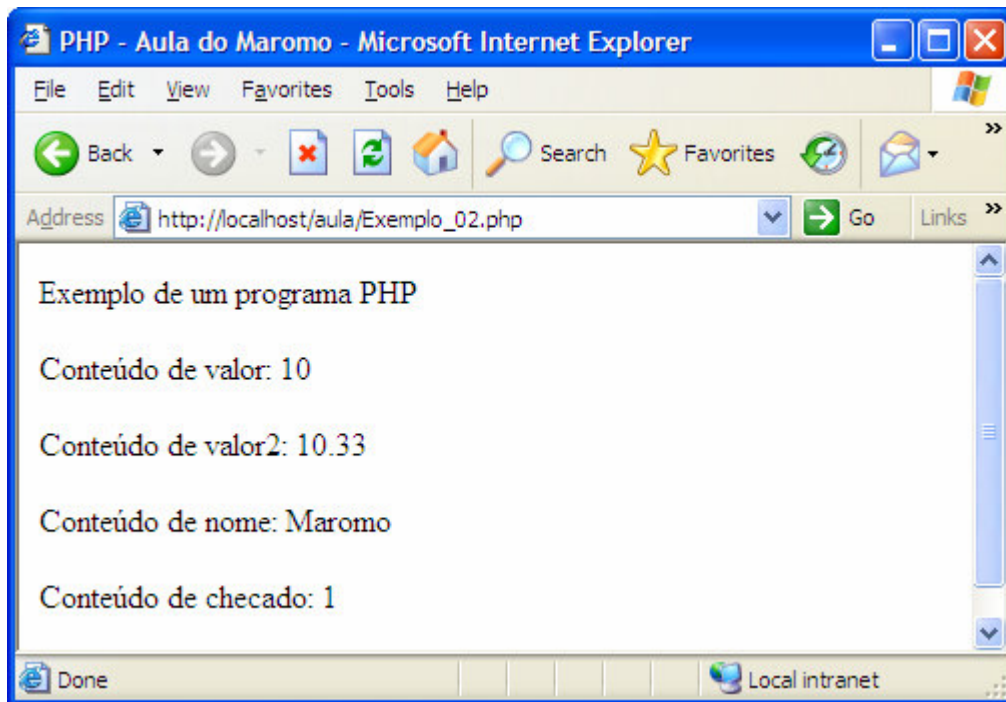 PHP - Aula do Maromo - Microsoft Internet Explorer
File Edit View Favorites Tools Help
Back Search Favorites »
Address http://localhost/aula/Exemplo_02.php Go Links »
Exemplo de um programa PHP
Conteúdo de valor: 10
Conteúdo de valor2: 10.33
Conteúdo de nome: Maromo
Conteúdo de checado: 1
Done Local intranet